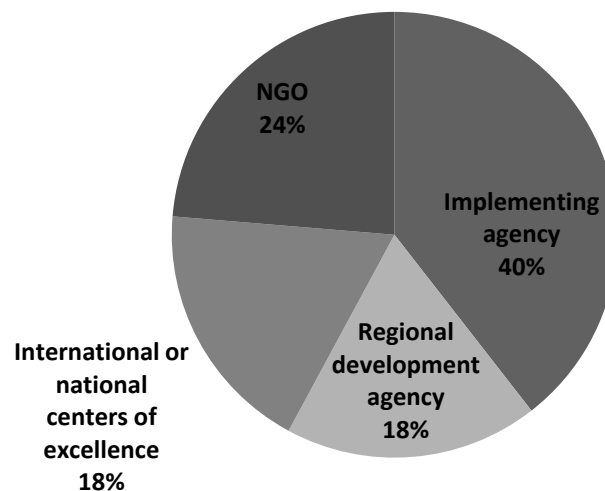 NGO
24%
Implementing
agency
40%
Regional
development
agency
18%
International or
national
centers of
excellence
18%